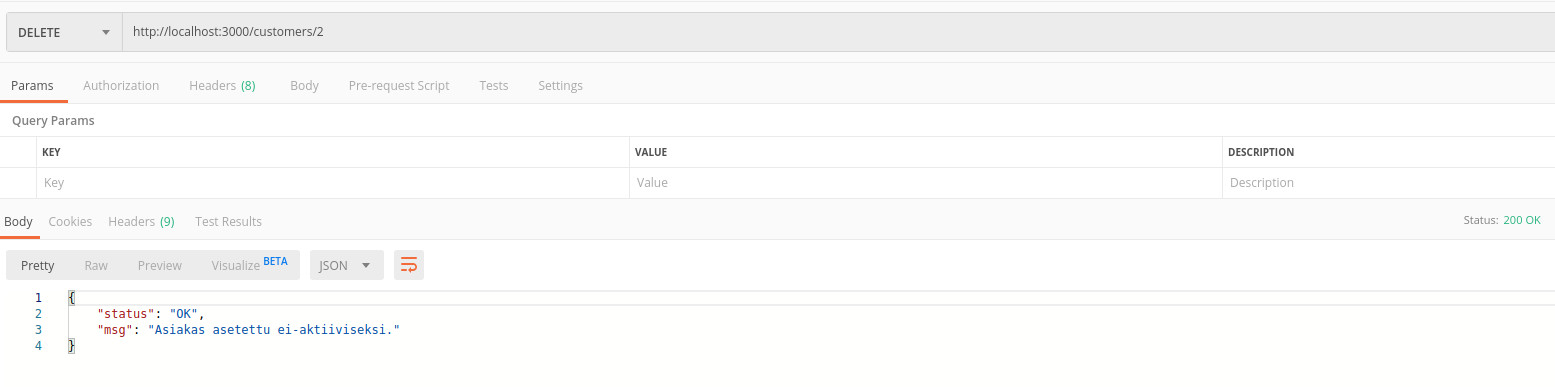 DELETE http://localhost:3000/customers/2
Params Authorization Headers (8) Body Pre-request Script Tests Settings
Query Params
KEY VALUE DESCRIPTION
Key Value Description
Body Cookies Headers (9) Test Results Status: 200 OK
Pretty Raw Preview Visualize BETA JSON
1 {
2 "status": "OK",
3 "msg": "Asiakas asetettu ei-aktiiviseksi."
4 }